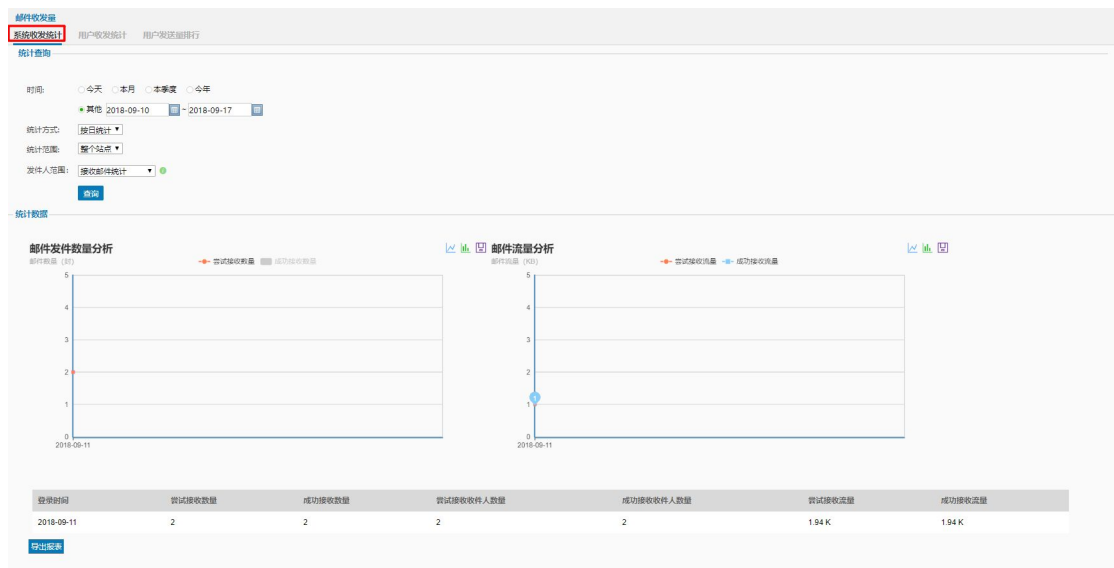 邮件收发量
系统收发统计 用户收发统计 用户发送量排行
统计查询
时间: 今天 本月 本季度 今年
其他 2018-09-10 ~ 2018-09-17
统计方式: 按日统计
统计范围: 整个站点
发件人范围: 接收邮件统计
查询
统计数据
邮件发件数量分析
邮件数量 (封) 尝试接收数量 成功接收数量
5
4
3
2
1
0
2018-09-11
邮件流量分析
邮件流量 (KB) 尝试接收流量 成功接收流量
5
4
3
2
1
1
0
2018-09-11
登录时间 尝试接收数量 成功接收数量 尝试接收收件人数量 成功接收收件人数量 尝试接收流量 成功接收流量
2018-09-11 2 2 2 2 1.94 K 1.94 K
导出报表